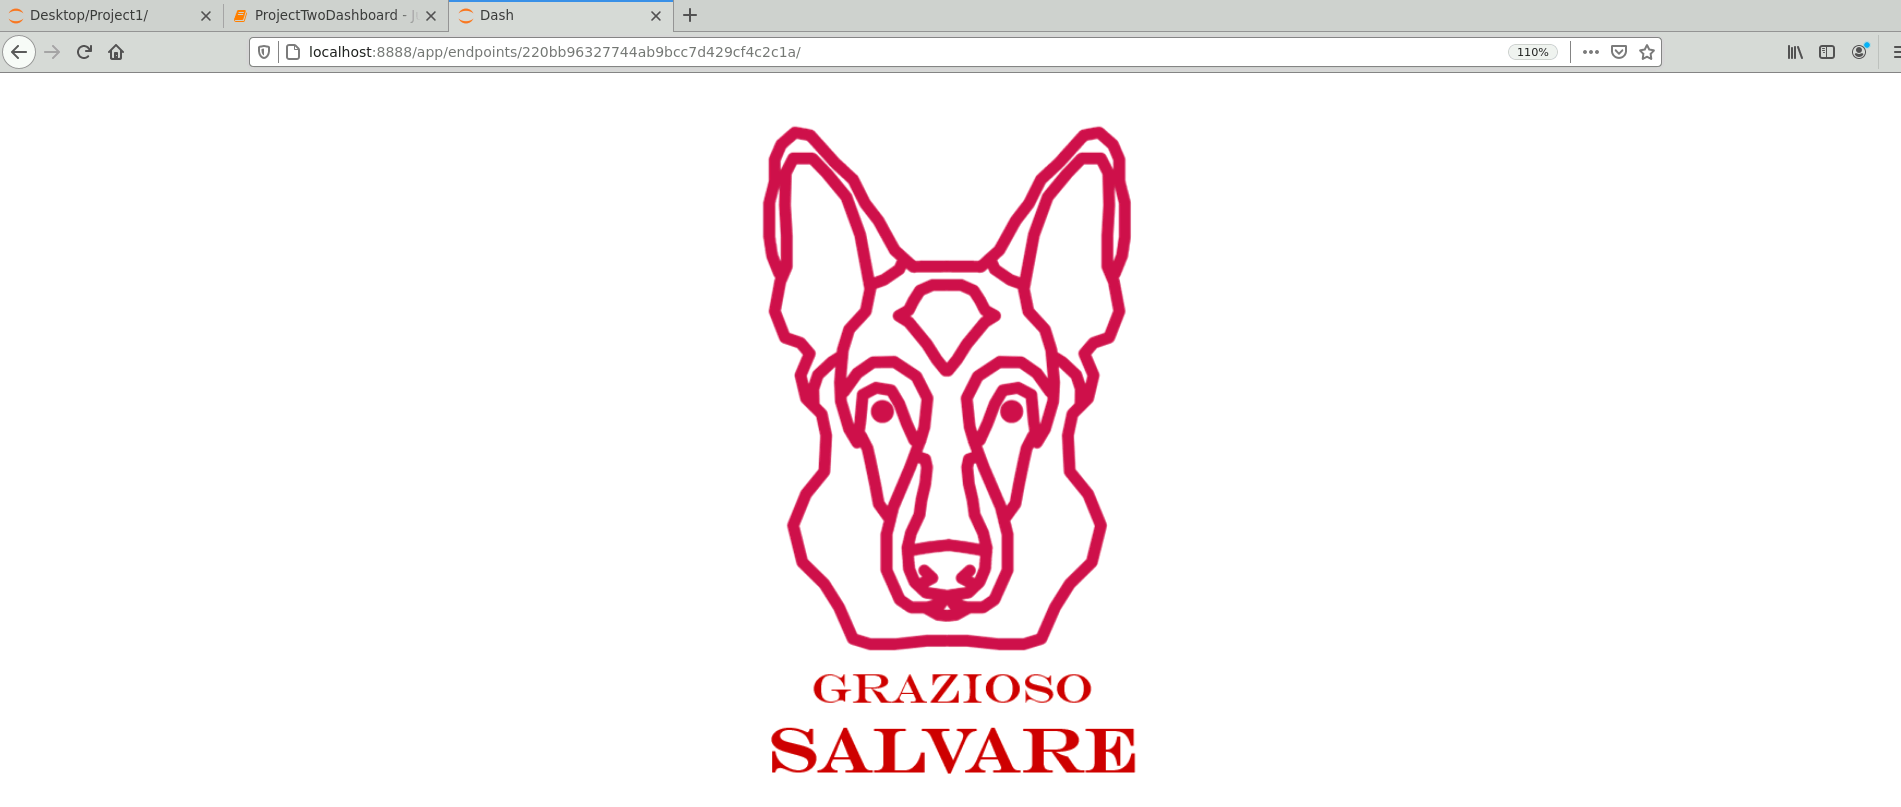 Desktop/Project1/
ProjectTwoDashboard -
Dash
localhost:8888/app/endpoints/220bb96327744ab9bcc7d429cf4c2c1a/
110%
GRAZIOSO
SALVARE